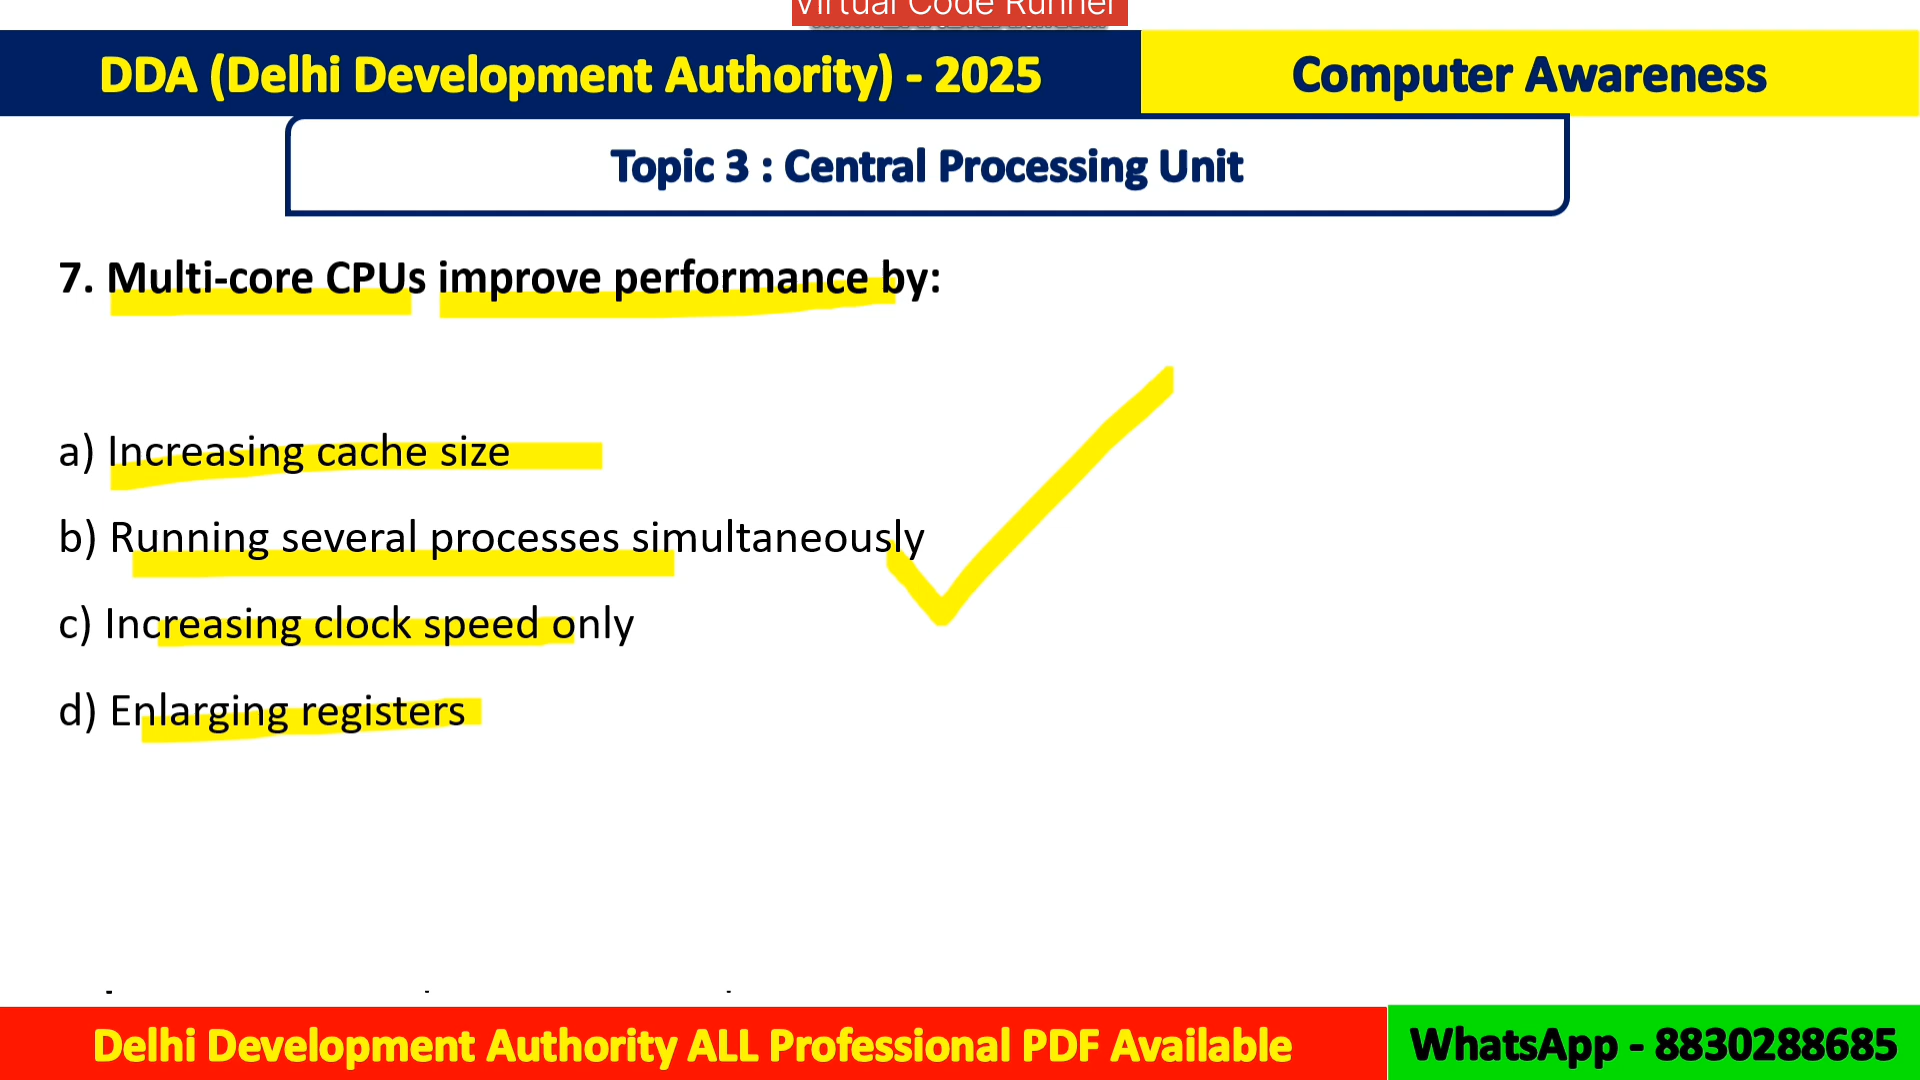 Virtual Code Runner
DDA (Delhi Development Authority) - 2025
Computer Awareness
Topic 3 : Central Processing Unit
7. Multi-core CPUs improve performance by:
a) Increasing cache size
b) Running several processes simultaneously
c) Increasing clock speed only
d) Enlarging registers
Delhi Development Authority ALL Professional PDF Available
WhatsApp - 8830288685